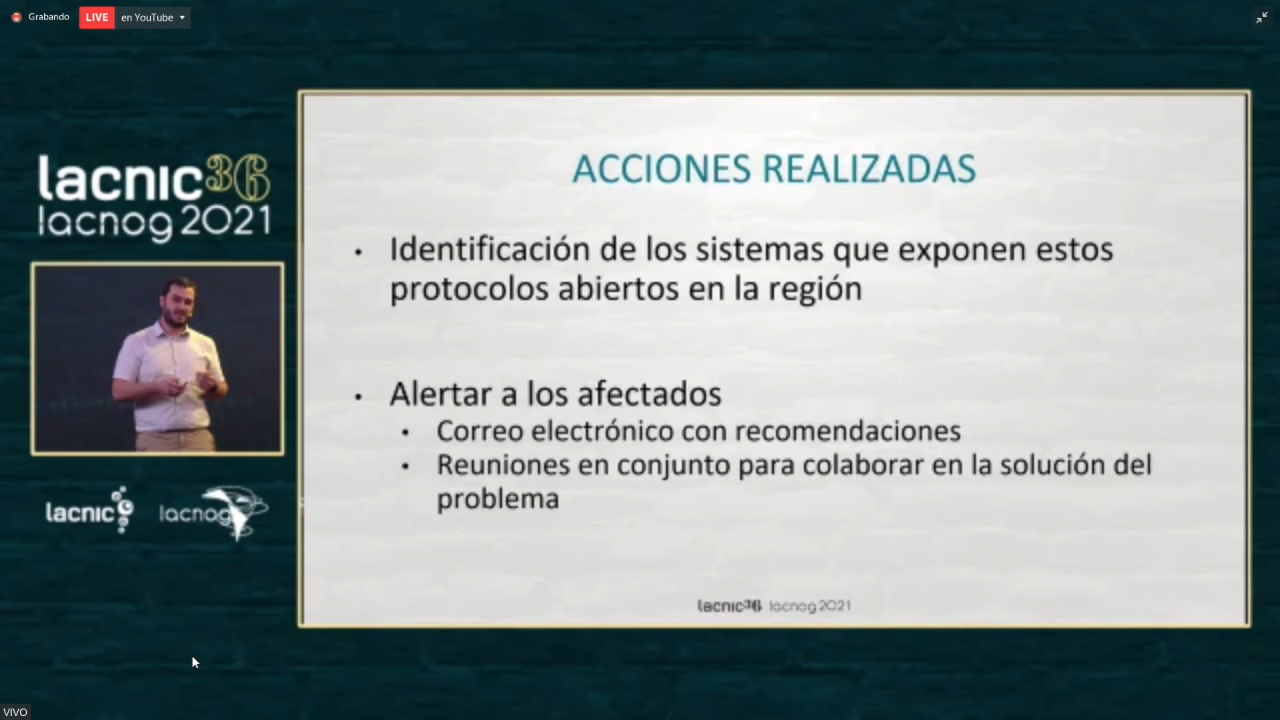 Grabando
LIVE
en YouTube
lacnic36
lacnog 2021
ACCIONES REALIZADAS
• Identificación de los sistemas que exponen estos
protocolos abiertos en la región
• Alertar a los afectados
• Correo electrónico con recomendaciones
• Reuniones en conjunto para colaborar en la solución del
problema
lacnic
lacnog
lacnic36 lacnog 2021
VIVO